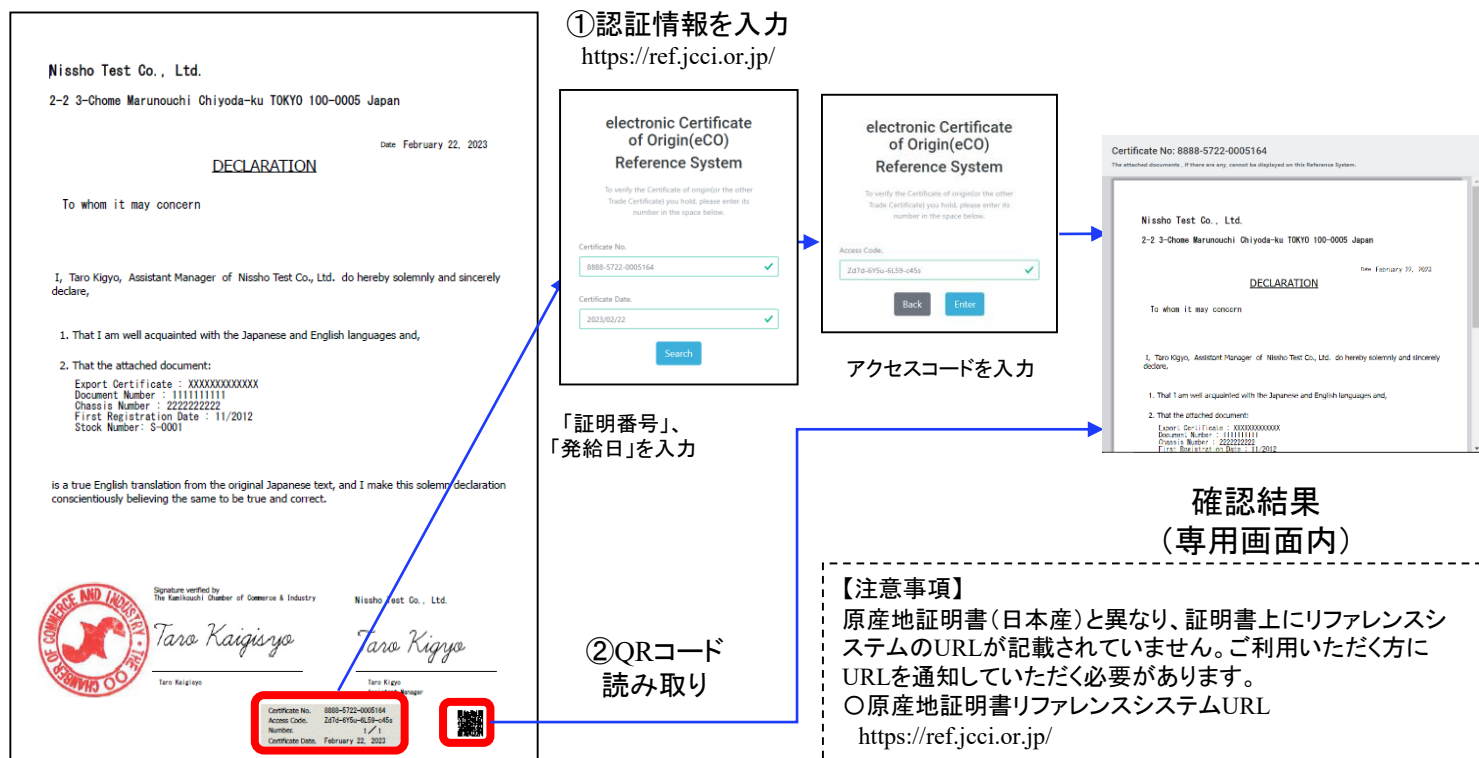 Nissho Test Co., Ltd.
2-2 3-Chome Marunouchi Chiyoda-ku TOKYO 100-0005 Japan
Date February 22, 2023
DECLARATION
To whom it may concern
I, Taro Kigyo, Assistant Manager of Nissho Test Co., Ltd. do hereby solemnly and sincerely
declare,
1. That I am well acquainted with the Japanese and English languages and,
2. That the attached document:
Export Certificate : XXXXXXXXXXXXX
Document Number : 1111111111
Chassis Number : 2222222222
First Registration Date : 11/2012
Stock Number: S-0001
is a true English translation from the original Japanese text, and I make this solemn declaration
conscientiously believing the same to be true and correct.
Signature verified by
The Kamikouchi Chamber of Commerce & Industry
Nissho Test Co., Ltd.
Taro Kaigisyo
Taro Kigyo
Taro Kaigisyo
Taro Kigyo
Assistant Manager
Certificate No. 8888-5722-0005164
Access Code. Zd7d-6Y5u-6L59-c45s
Number. 1/1
Certificate Date. February 22, 2023
①認証情報を入力
https://ref.jcci.or.jp/
electronic Certificate
of Origin(eCO)
Reference System
To verify the Certificate of origin(or the other
Trade Certificate) you hold, please enter its
number in the space below.
Certificate No.
8888-5722-0005164
Certificate Date.
2023/02/22
Search
「証明番号」、
「発給日」を入力
electronic Certificate
of Origin(eCO)
Reference System
To verify the Certificate of origin(or the other
Trade Certificate) you hold, please enter its
number in the space below.
Access Code.
Zd7d-6Y5u-6L59-c45s
Back Enter
アクセスコードを入力
Certificate No: 8888-5722-0005164
The attached documents , if there are any, cannot be displayed on this Reference System.
Nissho Test Co., Ltd.
2-2 3-Chome Marunouchi Chiyoda-ku TOKYO 100-0005 Japan
Date February 22, 2023
DECLARATION
To whom it may concern
I, Taro Kigyo, Assistant Manager of Nissho Test Co., Ltd. do hereby solemnly and sincerely
declare,
1. That I am well acquainted with the Japanese and English languages and,
2. That the attached document:
Export Certificate : XXXXXXXXXXXXX
Document Number : 1111111111
Chassis Number : 2222222222
First Registration Date : 11/2012
確認結果
（専用画面内）
②QRコード
読み取り
【注意事項】
原産地証明書（日本産）と異なり、証明書上にリファレンスシ
ステムのURLが記載されていません。ご利用いただく方に
URLを通知していただく必要があります。
〇原産地証明書リファレンスシステムURL
https://ref.jcci.or.jp/